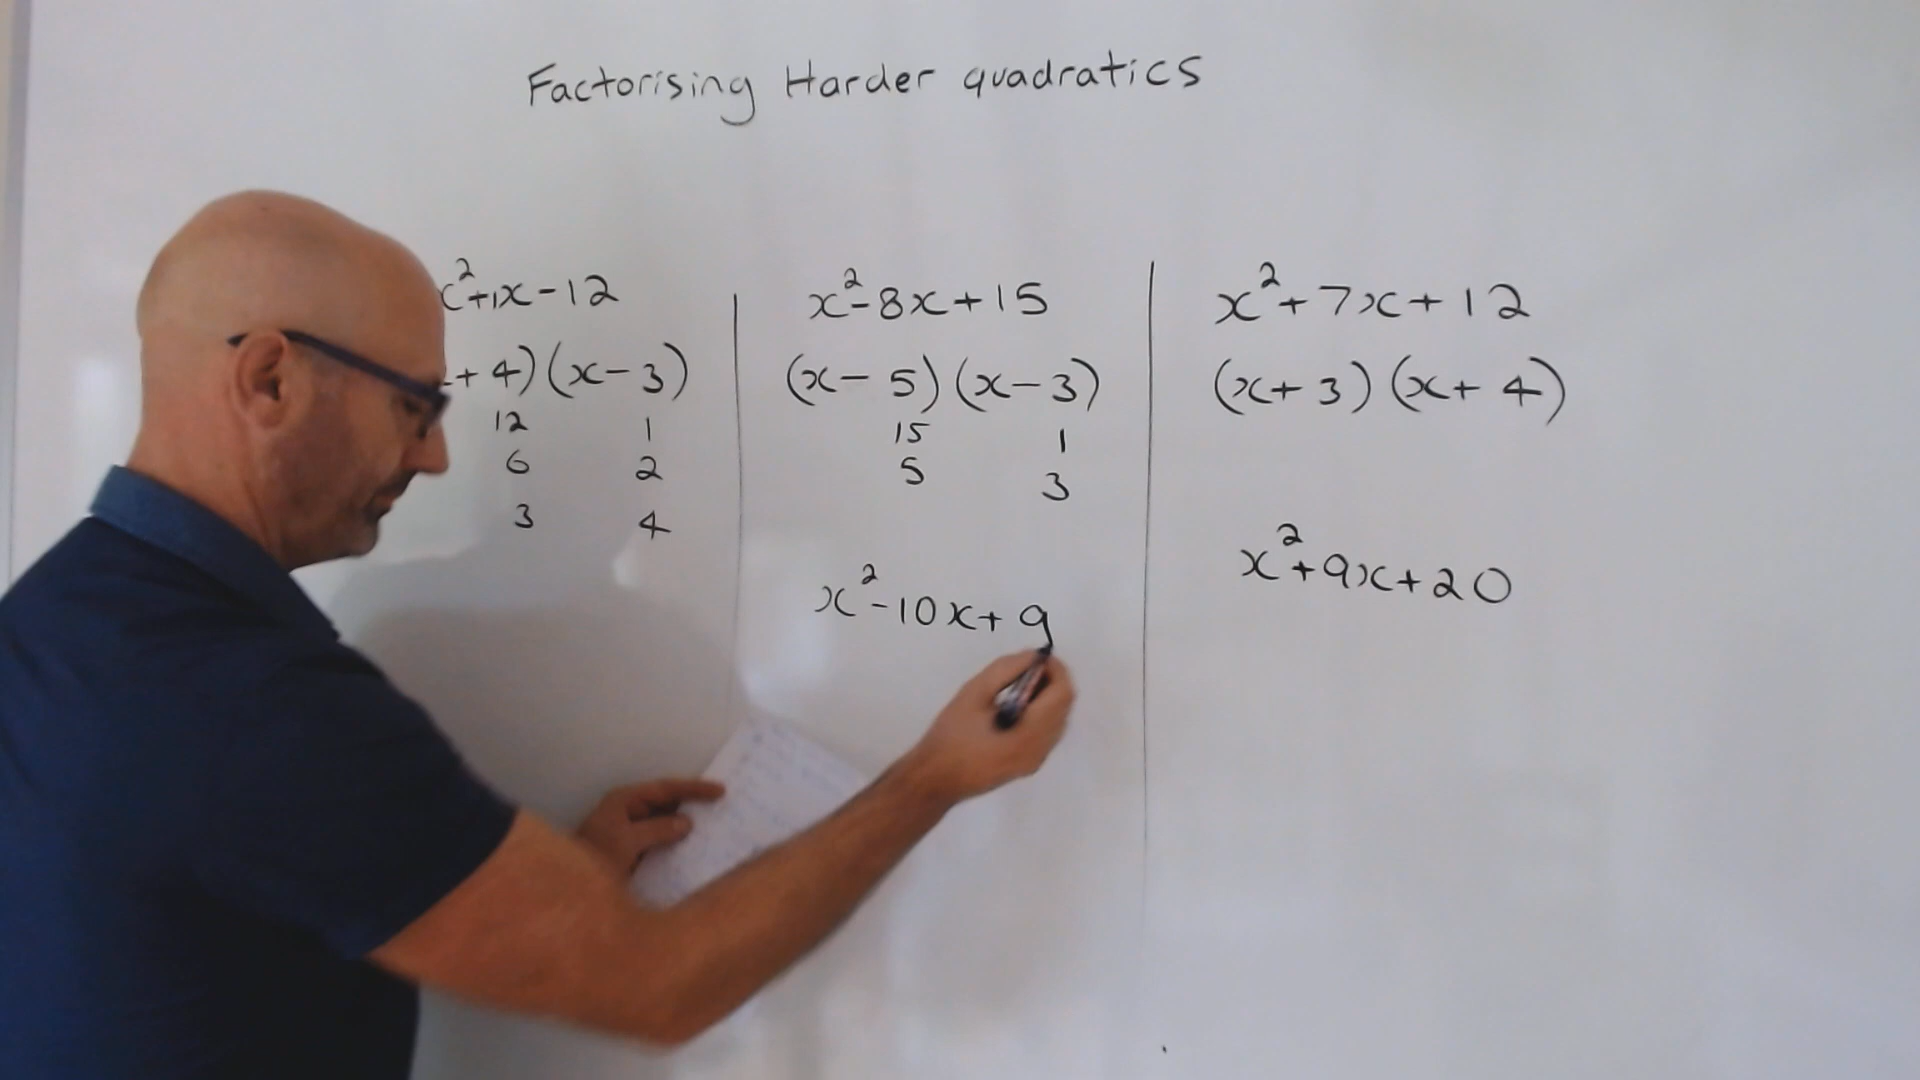 Factorising Harder quadratics
x²+1x-12
+ 4)(x-3)
12 1
6 2
3 4
x²-8x+15
(x- 5)(x-3)
15 1
5 3
x²-10x+9
x²+7x+12
(x+3)(x+4)
x²+9x+20